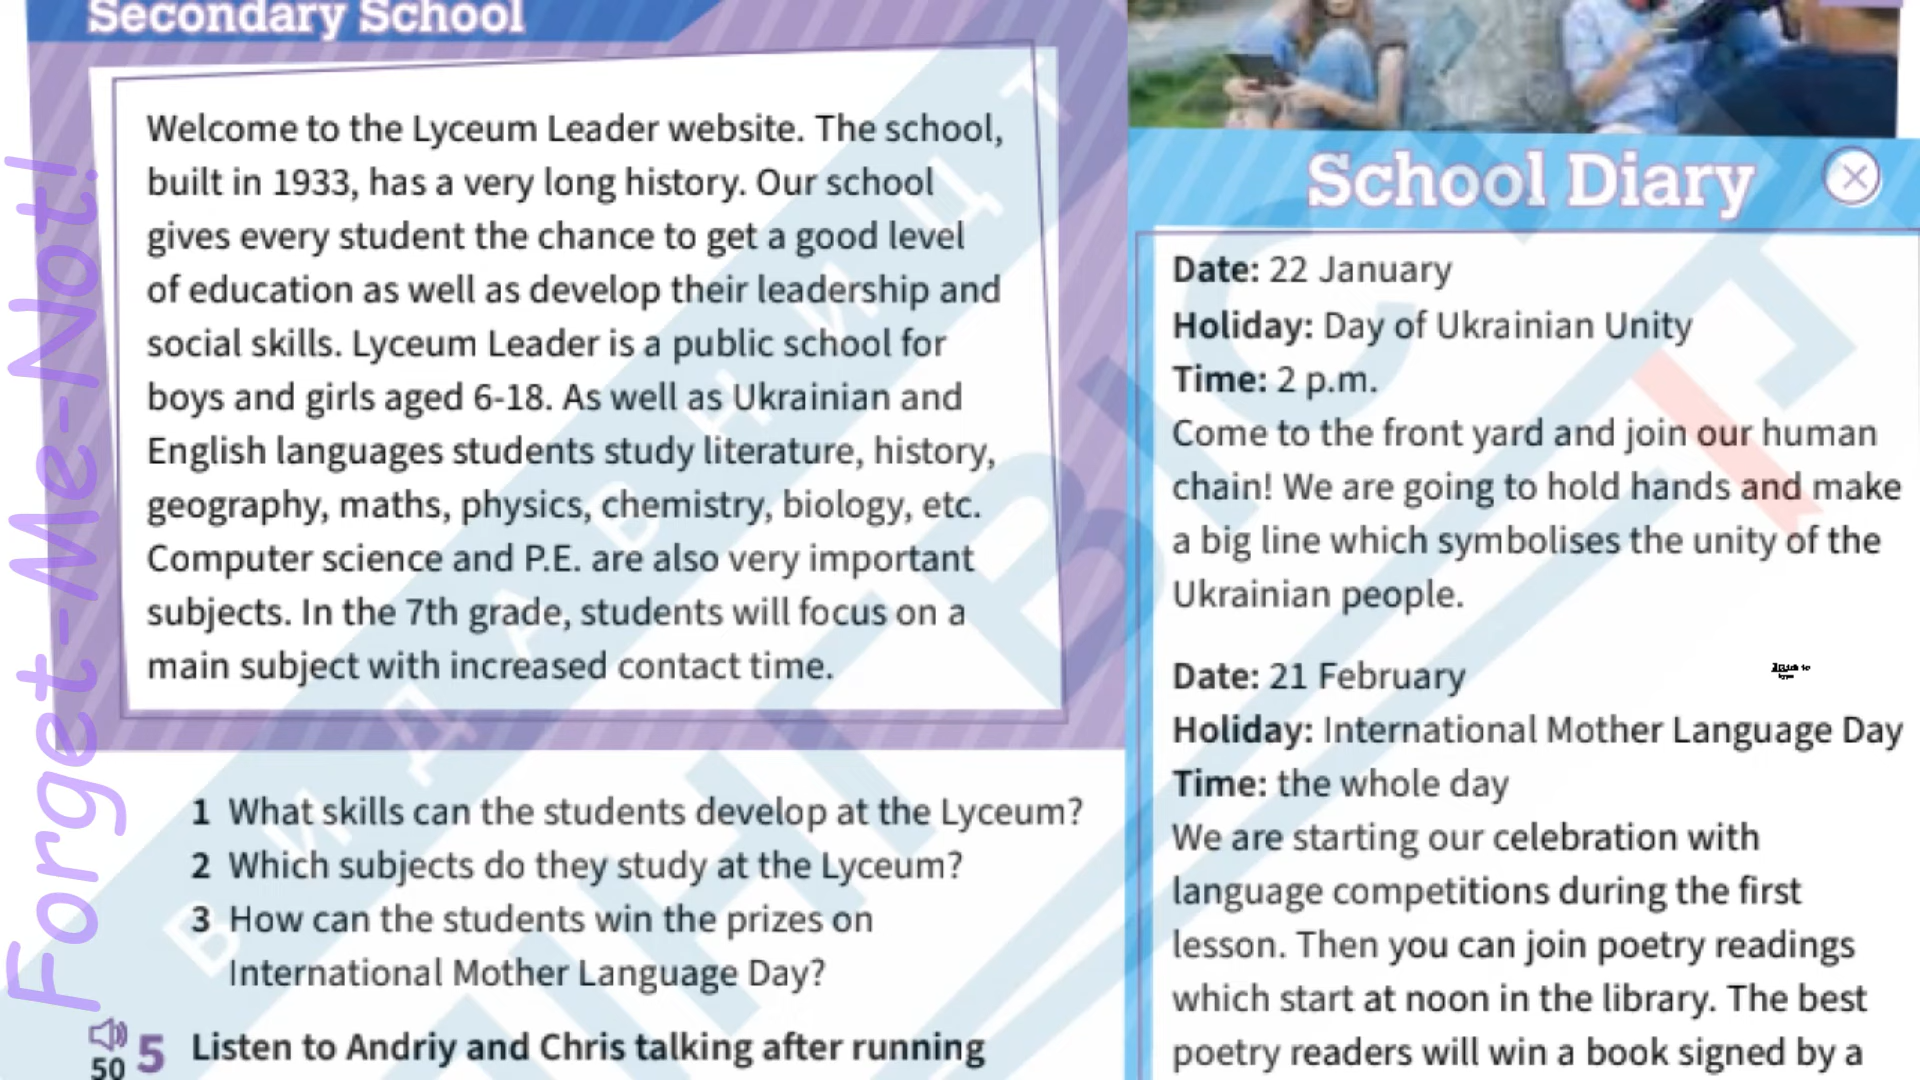 Secondary School
Welcome to the Lyceum Leader website. The school,
built in 1933, has a very long history. Our school
gives every student the chance to get a good level
of education as well as develop their leadership and
social skills. Lyceum Leader is a public school for
boys and girls aged 6-18. As well as Ukrainian and
English languages students study literature, history,
geography, maths, physics, chemistry, biology, etc.
Computer science and P.E. are also very important
subjects. In the 7th grade, students will focus on a
main subject with increased contact time.
1 What skills can the students develop at the Lyceum?
2 Which subjects do they study at the Lyceum?
3 How can the students win the prizes on
International Mother Language Day?
50 5 Listen to Andriy and Chris talking after running
School Diary
Date: 22 January
Holiday: Day of Ukrainian Unity
Time: 2 p.m.
Come to the front yard and join our human
chain! We are going to hold hands and make
a big line which symbolises the unity of the
Ukrainian people.
Date: 21 February
Holiday: International Mother Language Day
Time: the whole day
We are starting our celebration with
language competitions during the first
lesson. Then you can join poetry readings
which start at noon in the library. The best
poetry readers will win a book signed by a
Forget-Me-Not!